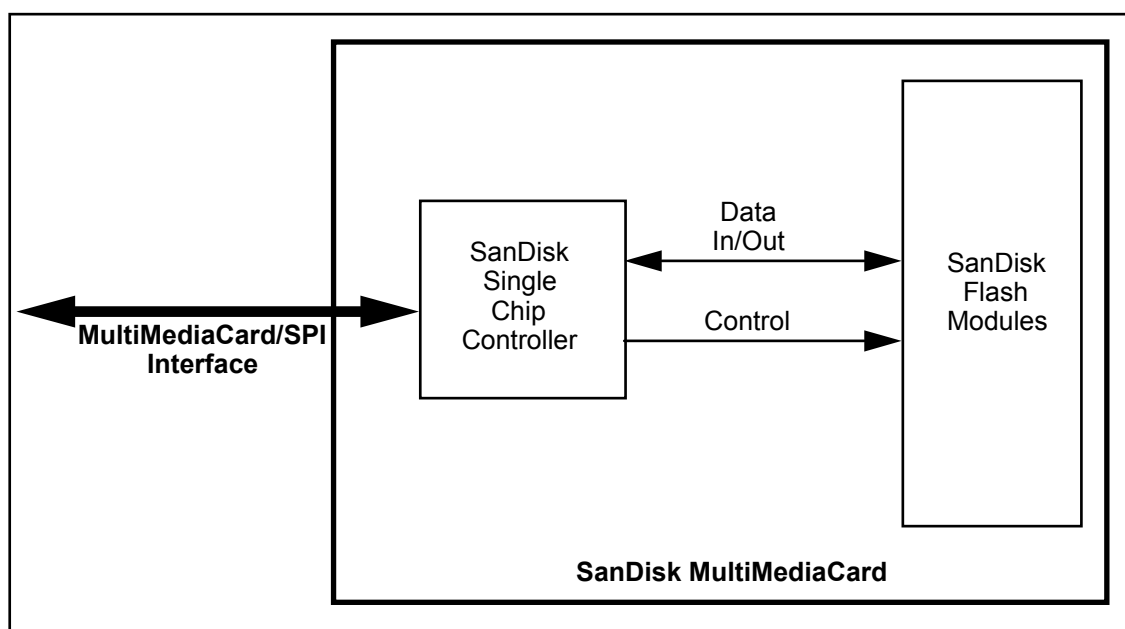 MultiMediaCard/SPI
Interface
SanDisk
Single
Chip
Controller
Data
In/Out
Control
SanDisk
Flash
Modules
SanDisk MultiMediaCard